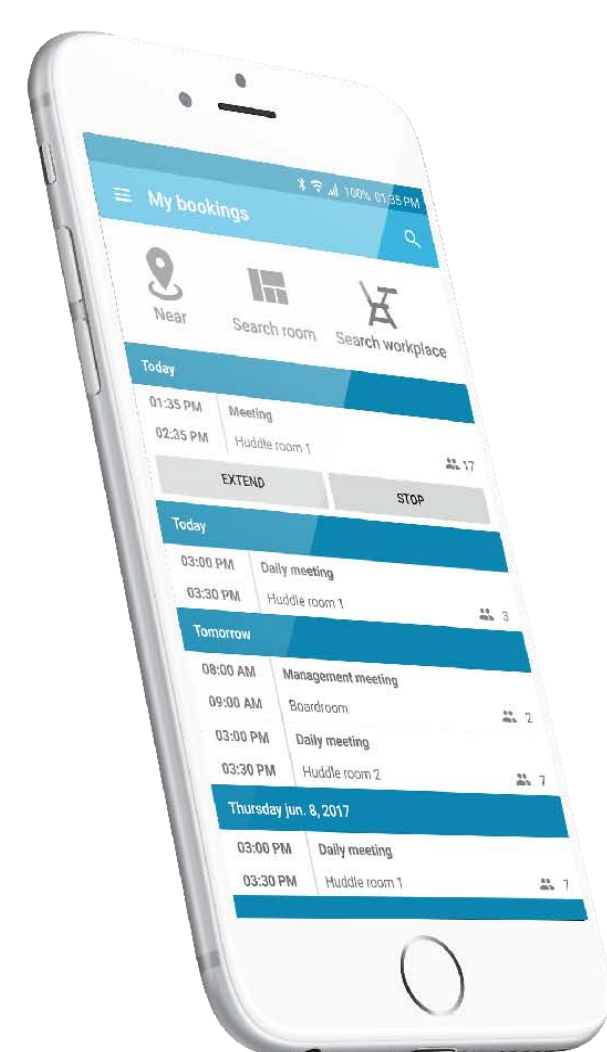 100% 01:35 PM
My bookings
Near
Search room
Search workplace
Today
01:35 PM Meeting
02:35 PM Huddle room 1 17
EXTEND STOP
Today
03:00 PM Daily meeting
03:30 PM Huddle room 1 3
Tomorrow
08:00 AM Management meeting
09:00 AM Boardroom 2
03:00 PM Daily meeting
03:30 PM Huddle room 2 7
Thursday jun. 8, 2017
03:00 PM Daily meeting
03:30 PM Huddle room 1 7